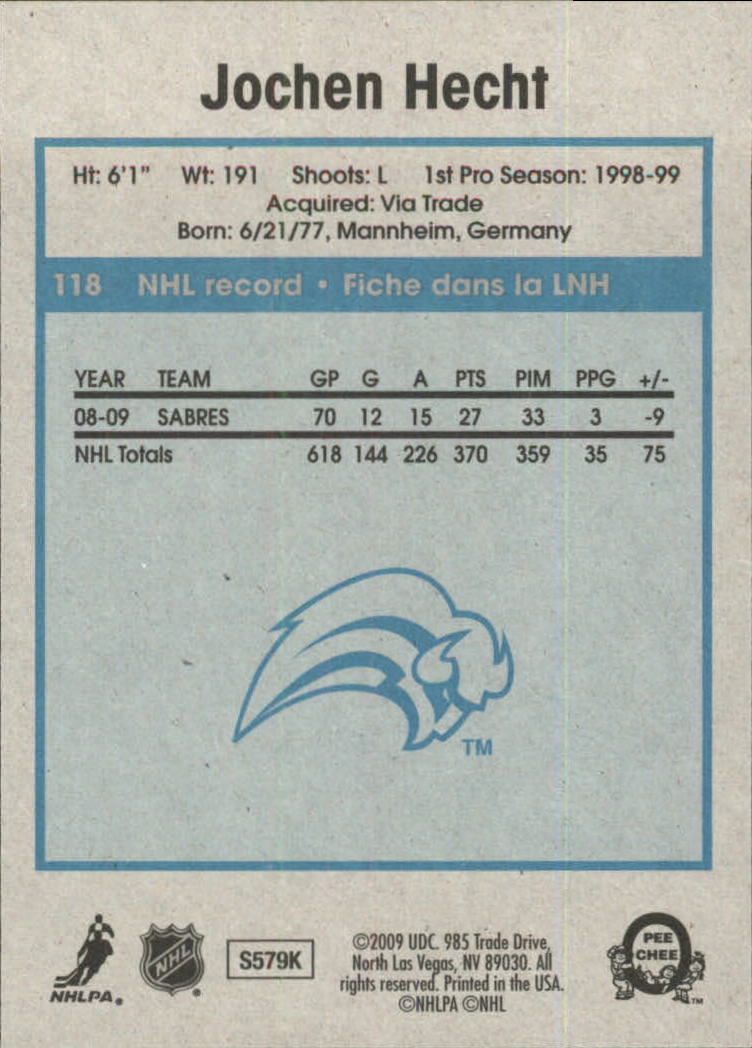 Jochen Hecht
Ht: 6'1" Wt: 191 Shoots: L 1st Pro Season: 1998-99
Acquired: Via Trade
Born: 6/21/77, Mannheim, Germany
118 NHL record • Fiche dans la LNH
YEAR TEAM GP G A PTS PIM PPG +/-
08-09 SABRES 70 12 15 27 33 3 -9
NHL Totals 618 144 226 370 359 35 75
TM
NHLPA®
NHL®
S579K
©2009 UDC. 985 Trade Drive,
North Las Vegas, NV 89030. All
rights reserved. Printed in the USA.
©NHLPA ©NHL
O
PEE
CHEE
TM